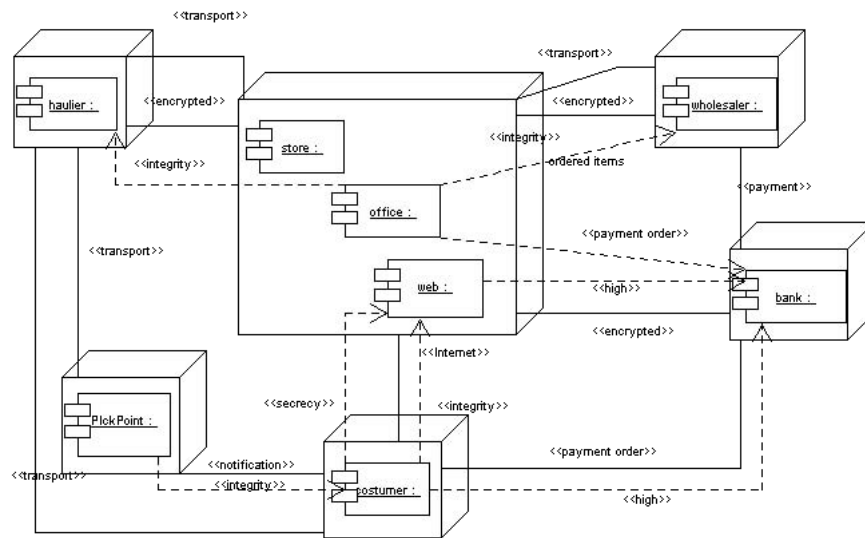 <<transport>>
<<transport>>
haulier :
<<encrypted>>
<<encrypted>>
wholesaler :
store :
<<integrity>>
<<integrity>>
ordered items
<<payment>>
office :
<<payment order>>
<<transport>>
web :
<<high>>
bank :
<<encrypted>>
<<Internet>>
<<secrecy>>
<<integrity>>
PickPoint :
<<payment order>>
<<transport>>
<<notification>>
<<integrity>>
costumer :
<<high>>